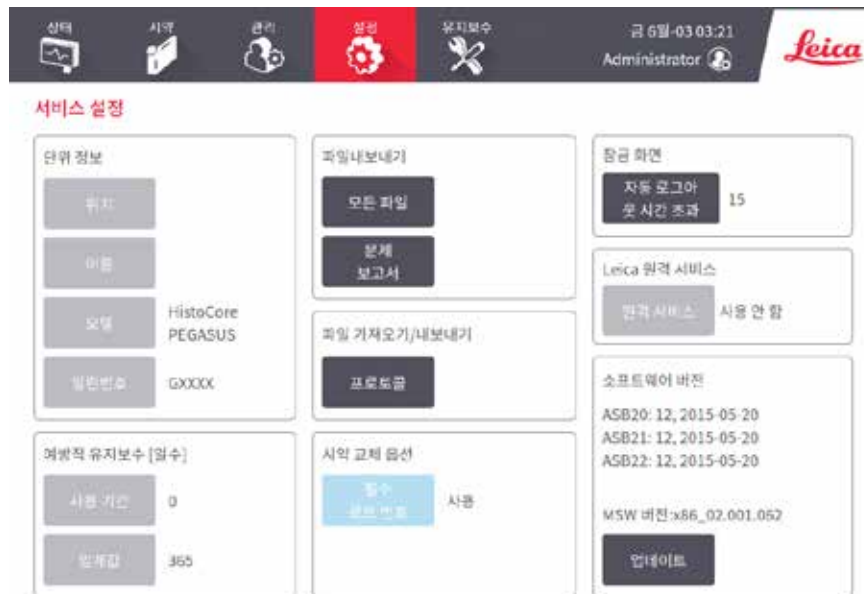 상태
시약
관리
설정
유지보수
금 6월-03 03:21
Administrator
Leica
서비스 설정
단위 정보
위치
이름
모델
HistoCore
PEGASUS
일련번호
GXXXX
예방적 유지보수 [일수]
사용 기간
0
임계값
365
파일내보내기
모든 파일
문제
보고서
파일 가져오기/내보내기
프로토콜
시약 교체 옵션
필수
로트 번호
사용
잠금 화면
자동 로그아
웃 시간 초과
15
Leica 원격 서비스
원격 서비스
사용 안 함
소프트웨어 버전
ASB20: 12, 2015-05-20
ASB21: 12, 2015-05-20
ASB22: 12, 2015-05-20
MSW 버전:x86_02.001.062
업데이트